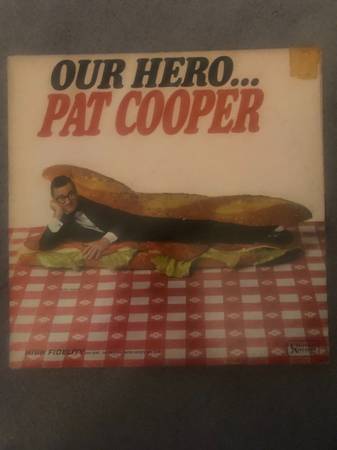 OUR HERO...
PAT COOPER
HIGH FIDELITY